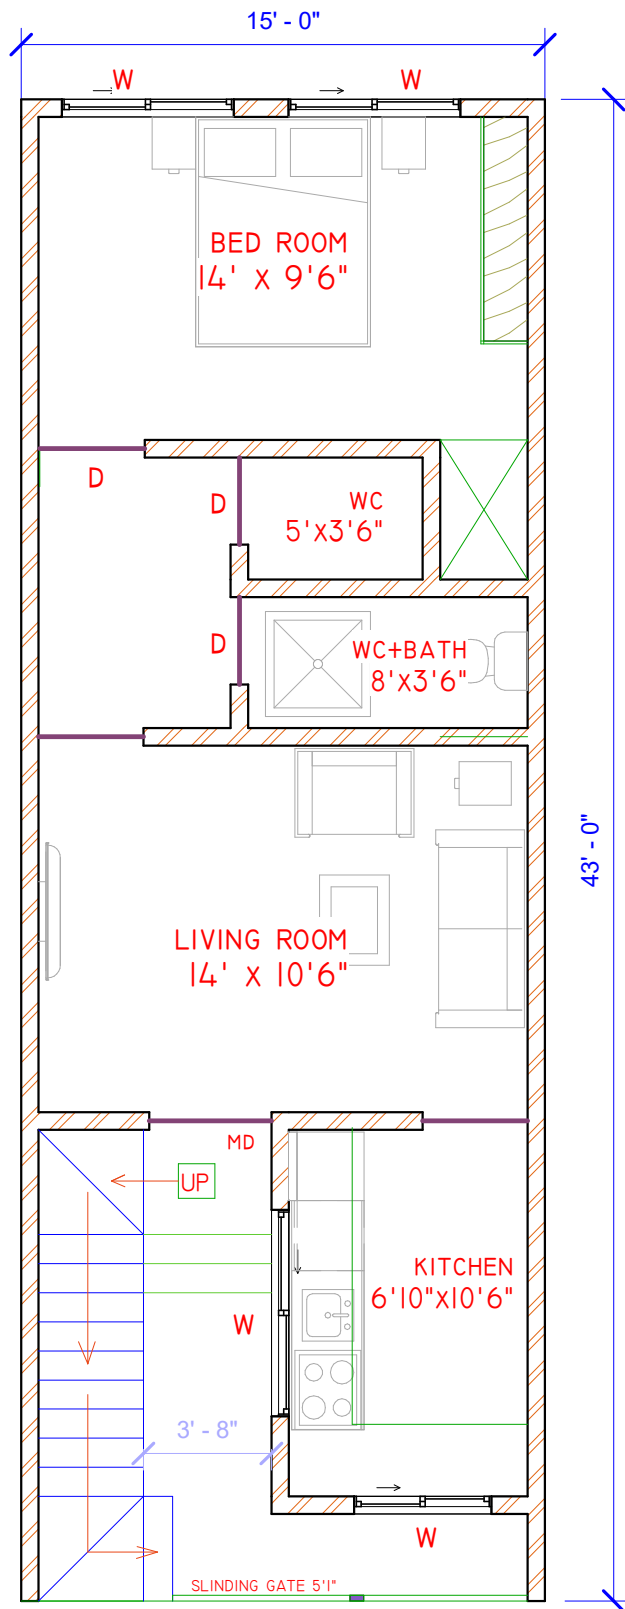 15' - 0"
W
W
BED ROOM
14' X 9'6"
D
D
WC
5'X3'6"
D
WC+BATH
8'X3'6"
43' - 0"
LIVING ROOM
14' X 10'6"
MD
UP
KITCHEN
6'10"x10'6"
W
3' - 8"
W
SLINDING GATE 5'1"